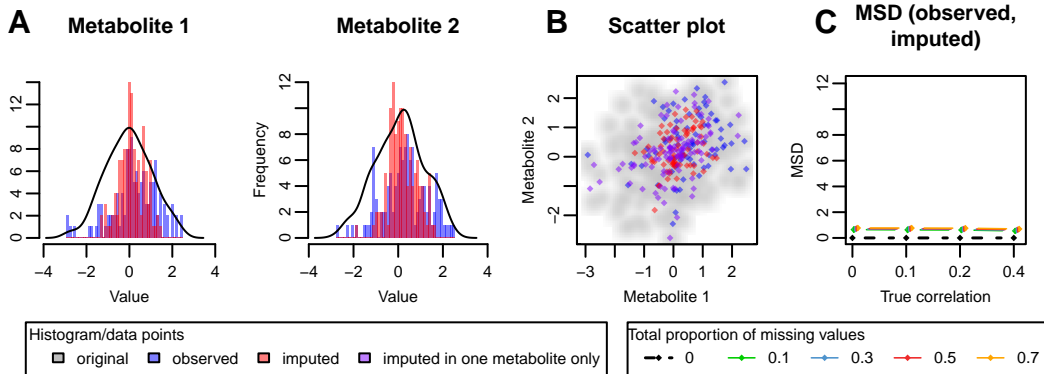 A
Metabolite 1
Metabolite 2
B
Scatter plot
C
MSD (observed,
imputed)
0 2 4 6 8 12
−4 −2 0 2 4
Value
Frequency
0 2 4 6 8 12
−4 −2 0 2 4
Value
Metabolite 2
−2 0 1 2
−3 −1 0 1 2
Metabolite 1
MSD
0 2 4 6 8 12
0 0.1 0.2 0.4
True correlation
Histogram/data points
original observed imputed imputed in one metabolite only
Total proportion of missing values
0 0.1 0.3 0.5 0.7